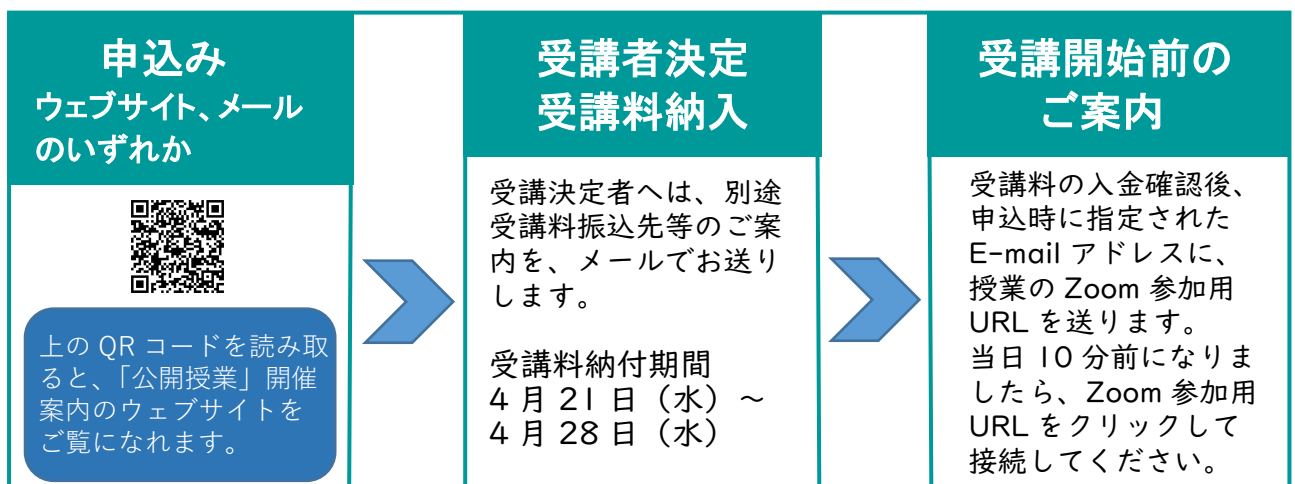 申込み
ウェブサイト、メール
のいずれか
上の QR コードを読み取
ると、「公開授業」開催
案内のウェブサイトを
ご覧になれます。
受講者決定
受講料納入
受講決定者へは、別途
受講料振込先等のご案
内を、メールでお送り
します。
受講料納付期間
4 月 21 日（水）～
4 月 28 日（水）
受講開始前の
ご案内
受講料の入金確認後、
申込時に指定された
E-mail アドレスに、
授業の Zoom 参加用
URL を送ります。
当日 10 分前になりま
したら、Zoom 参加用
URL をクリックして
接続してください。